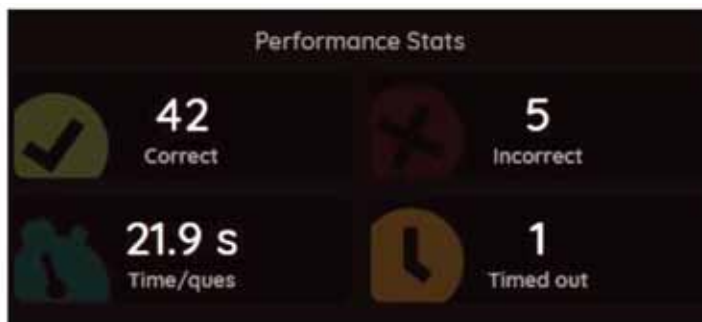 Performance Stats
42
Correct
5
Incorrect
21.9 s
Time/ques
1
Timed out